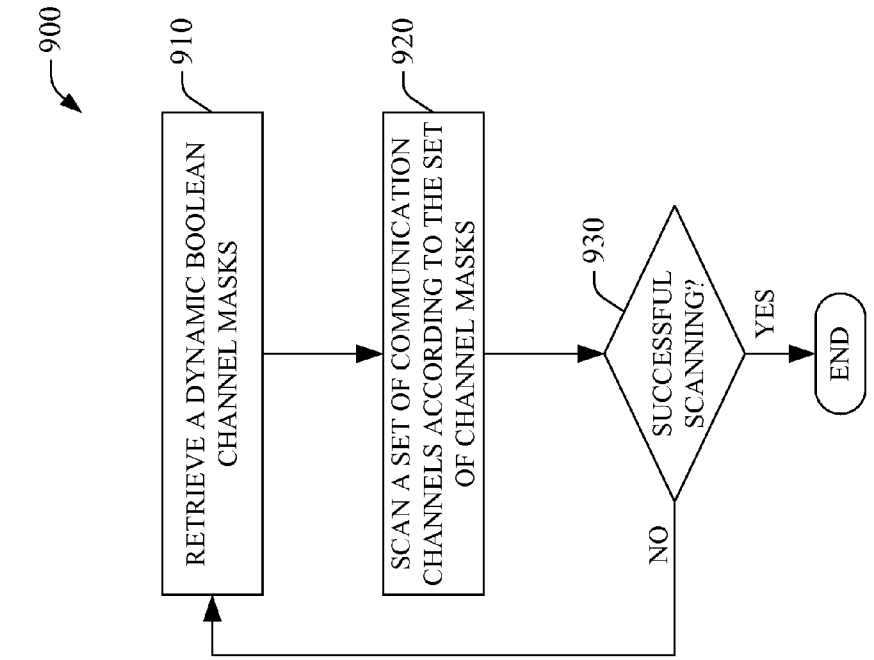 900
910
RETRIEVE A DYNAMIC BOOLEAN
CHANNEL MASKS
920
SCAN A SET OF COMMUNICATION
CHANNELS ACCORDING TO THE SET
OF CHANNEL MASKS
930
SUCCESSFUL
SCANNING?
NO
YES
END